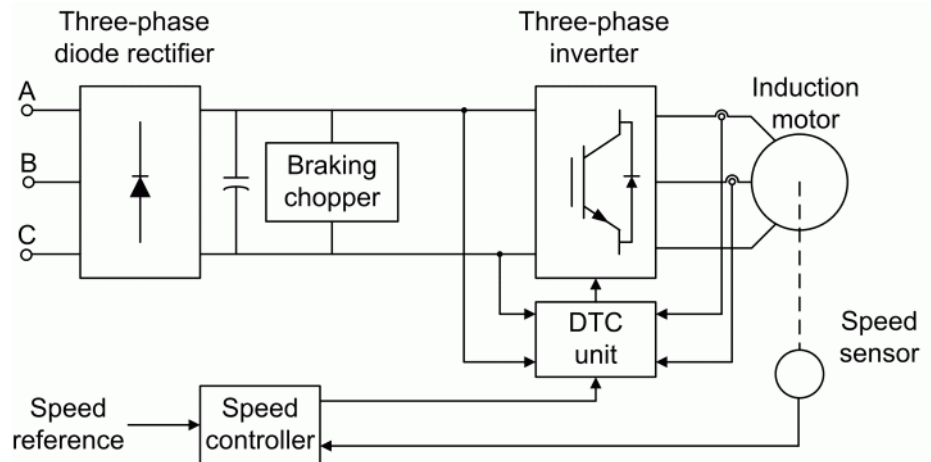 Three-phase
diode rectifier
Three-phase
inverter
A
B
C
Braking
chopper
Induction
motor
DTC
unit
Speed
sensor
Speed
reference
Speed
controller